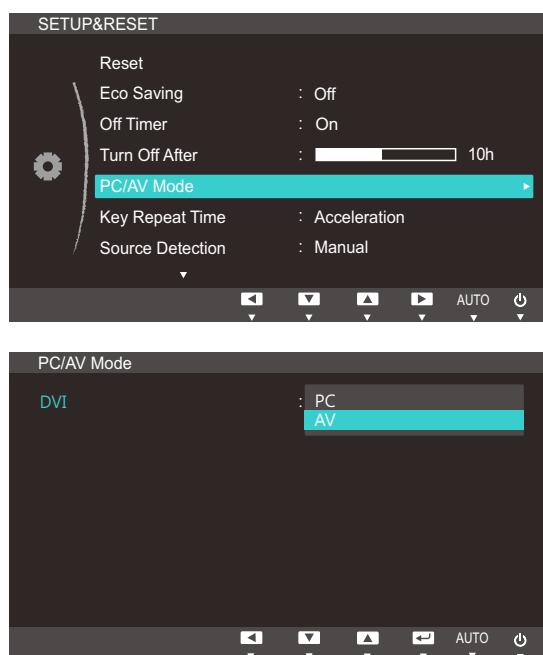 SETUP&RESET
Reset
Eco Saving : Off
Off Timer : On
Turn Off After : 10h
PC/AV Mode
Key Repeat Time : Acceleration
Source Detection : Manual
AUTO
PC/AV Mode
DVI : PC
AV
AUTO